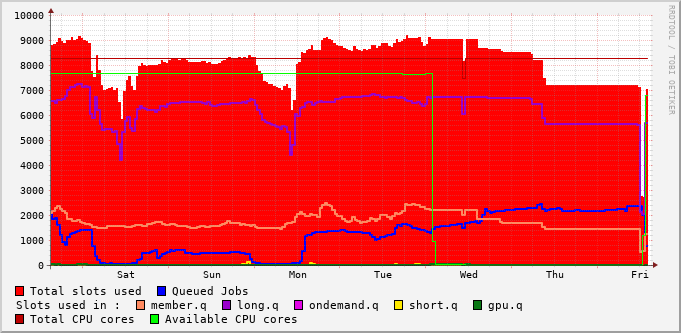 10000
9000
8000
7000
6000
5000
4000
3000
2000
1000
0
Sat Sun Mon Tue Wed Thu Fri
RRDTOOL / TOBI OETIKER
Total slots used Queued Jobs
Slots used in : member.q long.q ondemand.q short.q gpu.q
Total CPU cores Available CPU cores